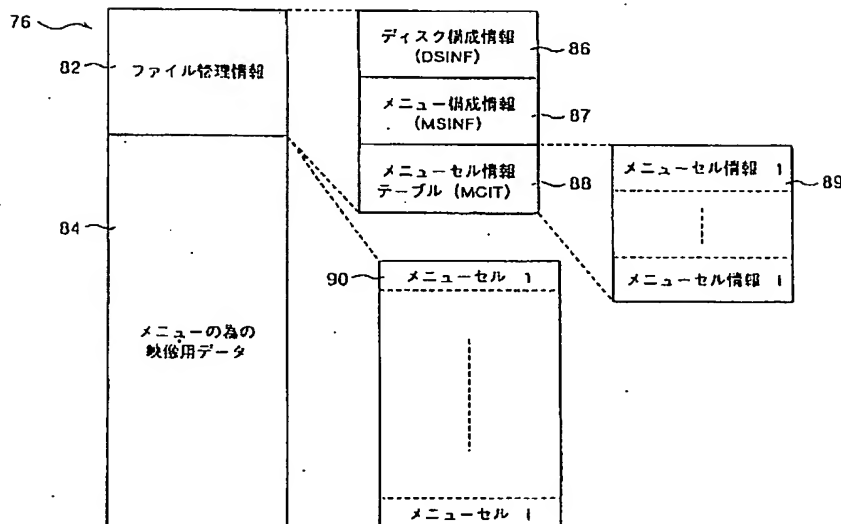 76
82
ファイル管理情報
84
メニューの為の
映像用データ
ディスク構成情報
(DSINF)
86
メニュー構成情報
(MSINF)
87
メニューセル情報
テーブル (MCIT)
88
メニューセル情報 1
89
メニューセル情報 i
90
メニューセル 1
メニューセル i